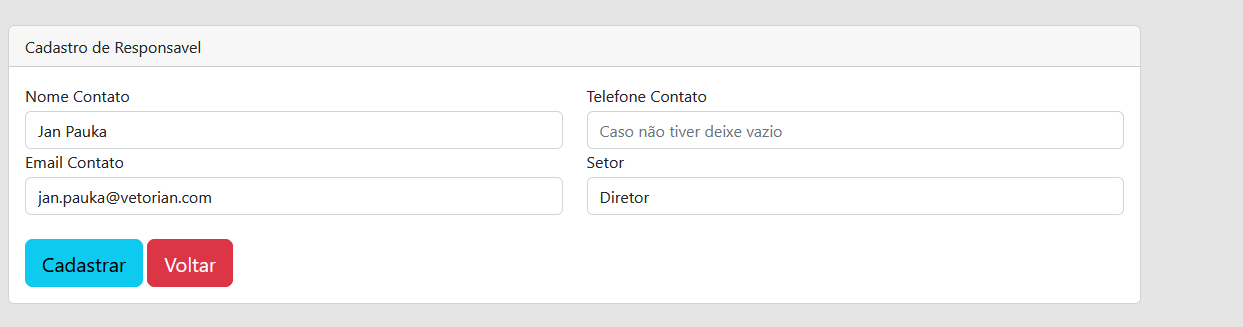 Cadastro de Responsavel
Nome Contato
Telefone Contato
Jan Pauka
Caso não tiver deixe vazio
Email Contato
Setor
jan.pauka@vetorian.com
Diretor
Cadastrar
Voltar